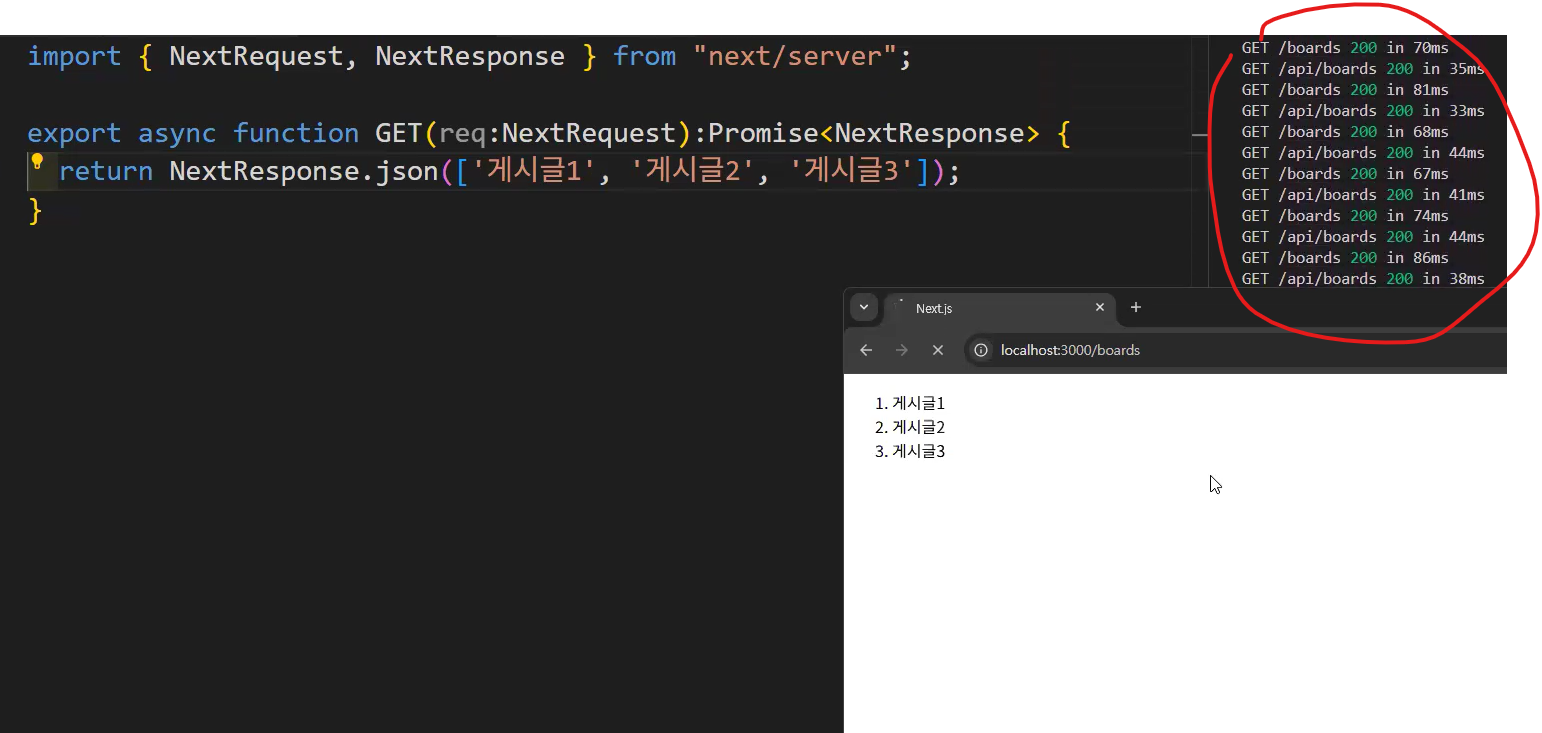 import { NextRequest, NextResponse } from "next/server";
export async function GET(req:NextRequest):Promise<NextResponse> {
return NextResponse.json(['게시글1', '게시글2', '게시글3']);
}
GET /boards 200 in 70ms
GET /api/boards 200 in 35ms
GET /boards 200 in 81ms
GET /api/boards 200 in 33ms
GET /boards 200 in 68ms
GET /api/boards 200 in 44ms
GET /boards 200 in 67ms
GET /api/boards 200 in 41ms
GET /boards 200 in 74ms
GET /api/boards 200 in 44ms
GET /boards 200 in 86ms
GET /api/boards 200 in 38ms
Next.js
localhost:3000/boards
1. 게시글1
2. 게시글2
3. 게시글3